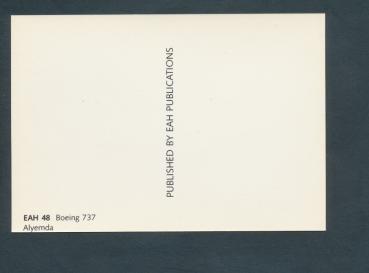 PUBLISHED BY EAH PUBLICATIONS
EAH 48 Boeing 737
Alyemda